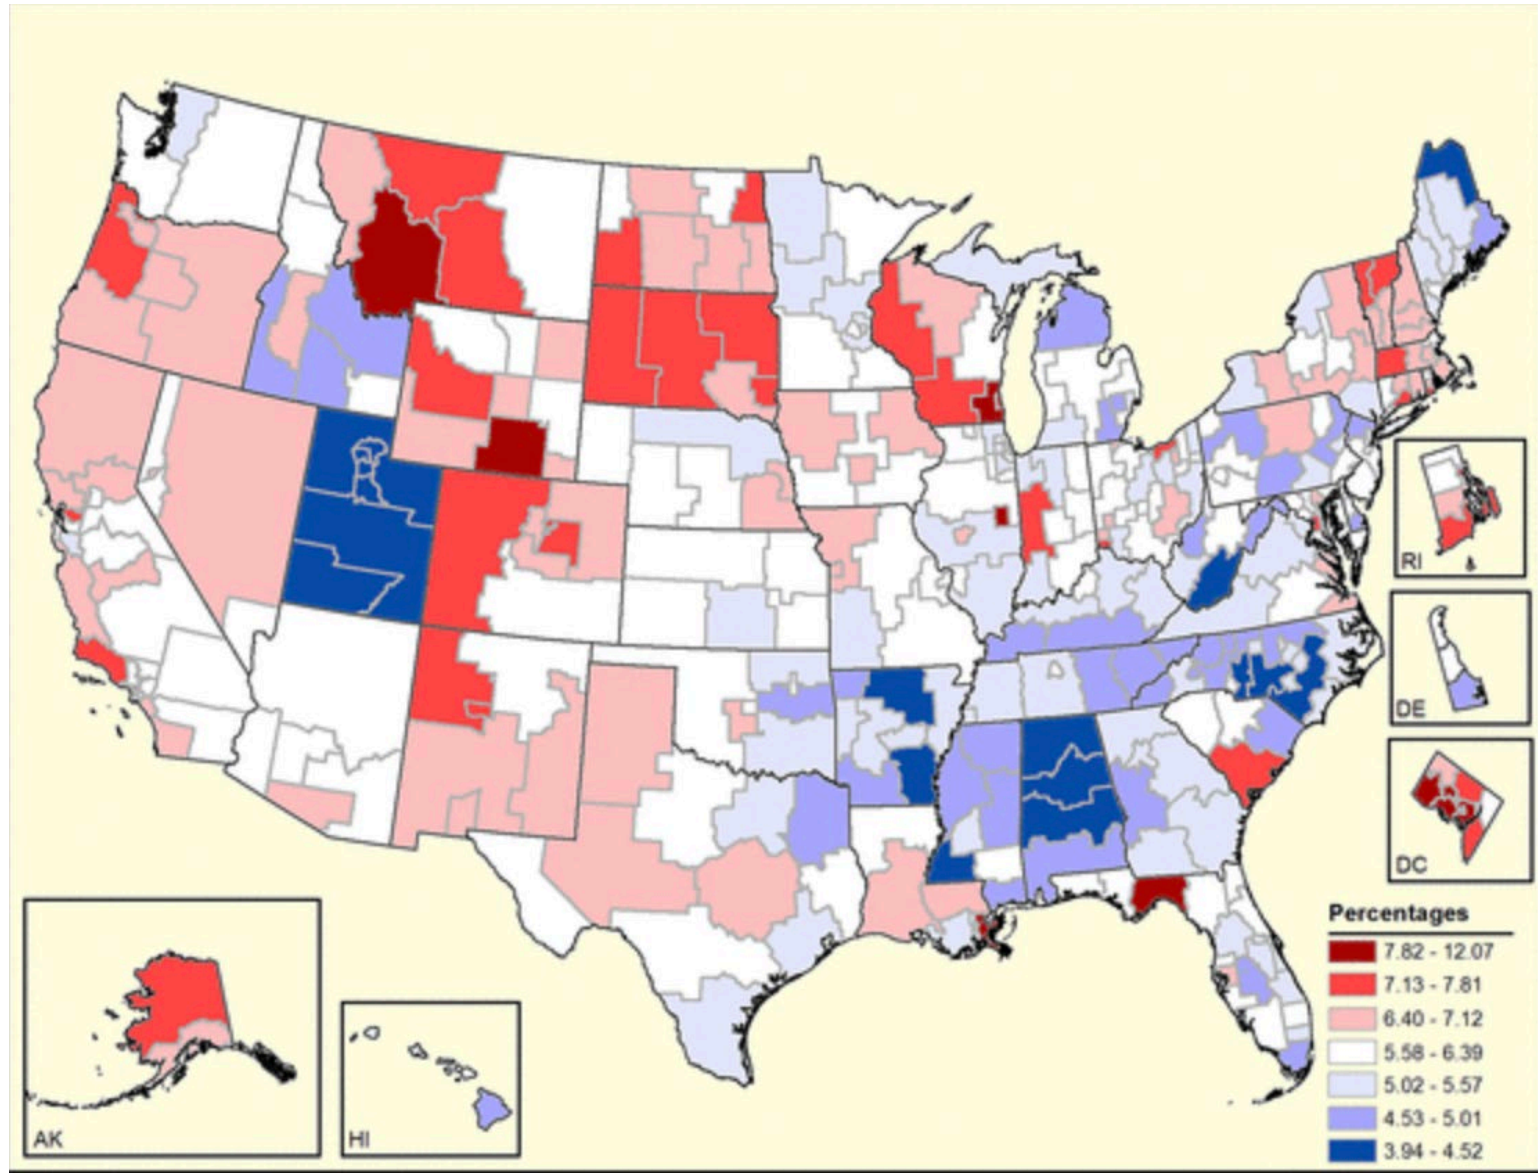 RI
DE
DC
Percentages
7.82 - 12.07
7.13 - 7.81
6.40 - 7.12
5.58 - 6.39
5.02 - 5.57
4.53 - 5.01
3.94 - 4.52
AK
HI